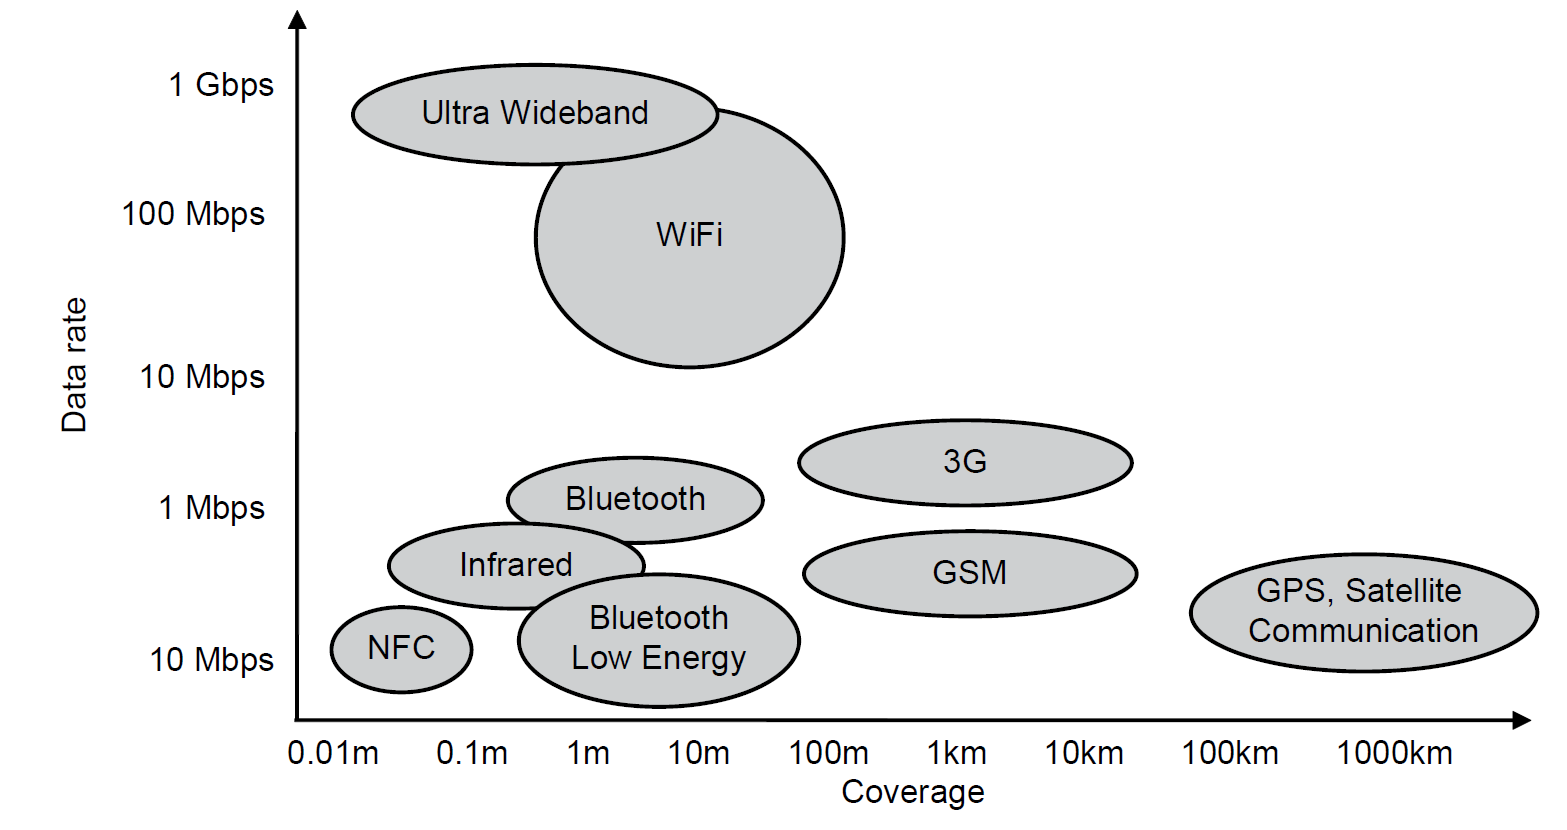 1 Gbps
Ultra Wideband
100 Mbps
WiFi
Data rate
10 Mbps
3G
Bluetooth
1 Mbps
Infrared
GSM
GPS, Satellite
Communication
Bluetooth
Low Energy
NFC
10 Mbps
0.01m 0.1m 1m 10m 100m 1km 10km 100km 1000km
Coverage